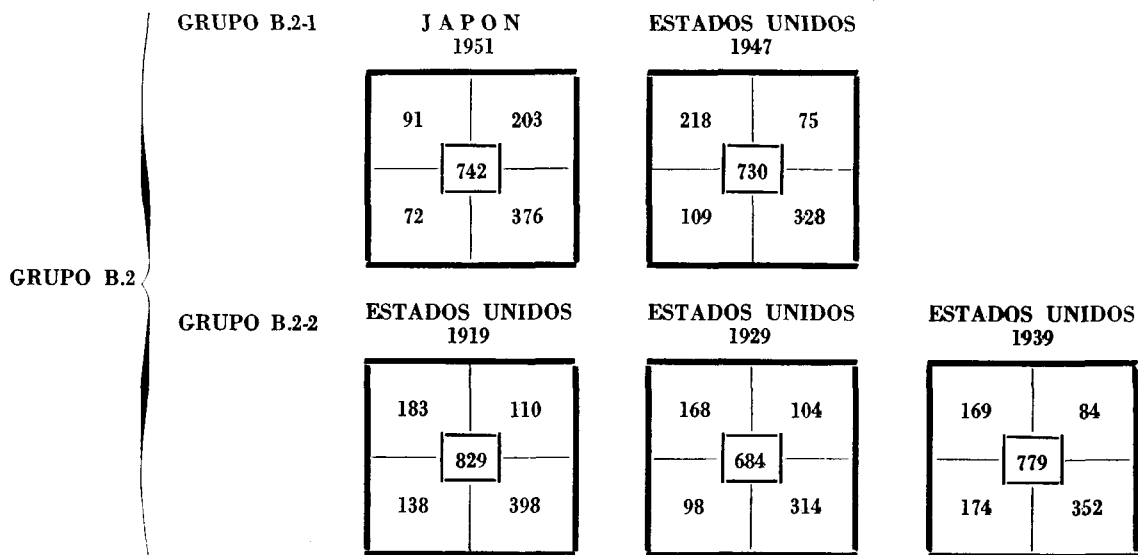 GRUPO B.2
GRUPO B.2-1
JAPON
1951
91 203
742
72 376
ESTADOS UNIDOS
1947
218 75
730
109 328
GRUPO B.2-2
ESTADOS UNIDOS
1919
183 110
829
138 398
ESTADOS UNIDOS
1929
168 104
684
98 314
ESTADOS UNIDOS
1939
169 84
779
174 352